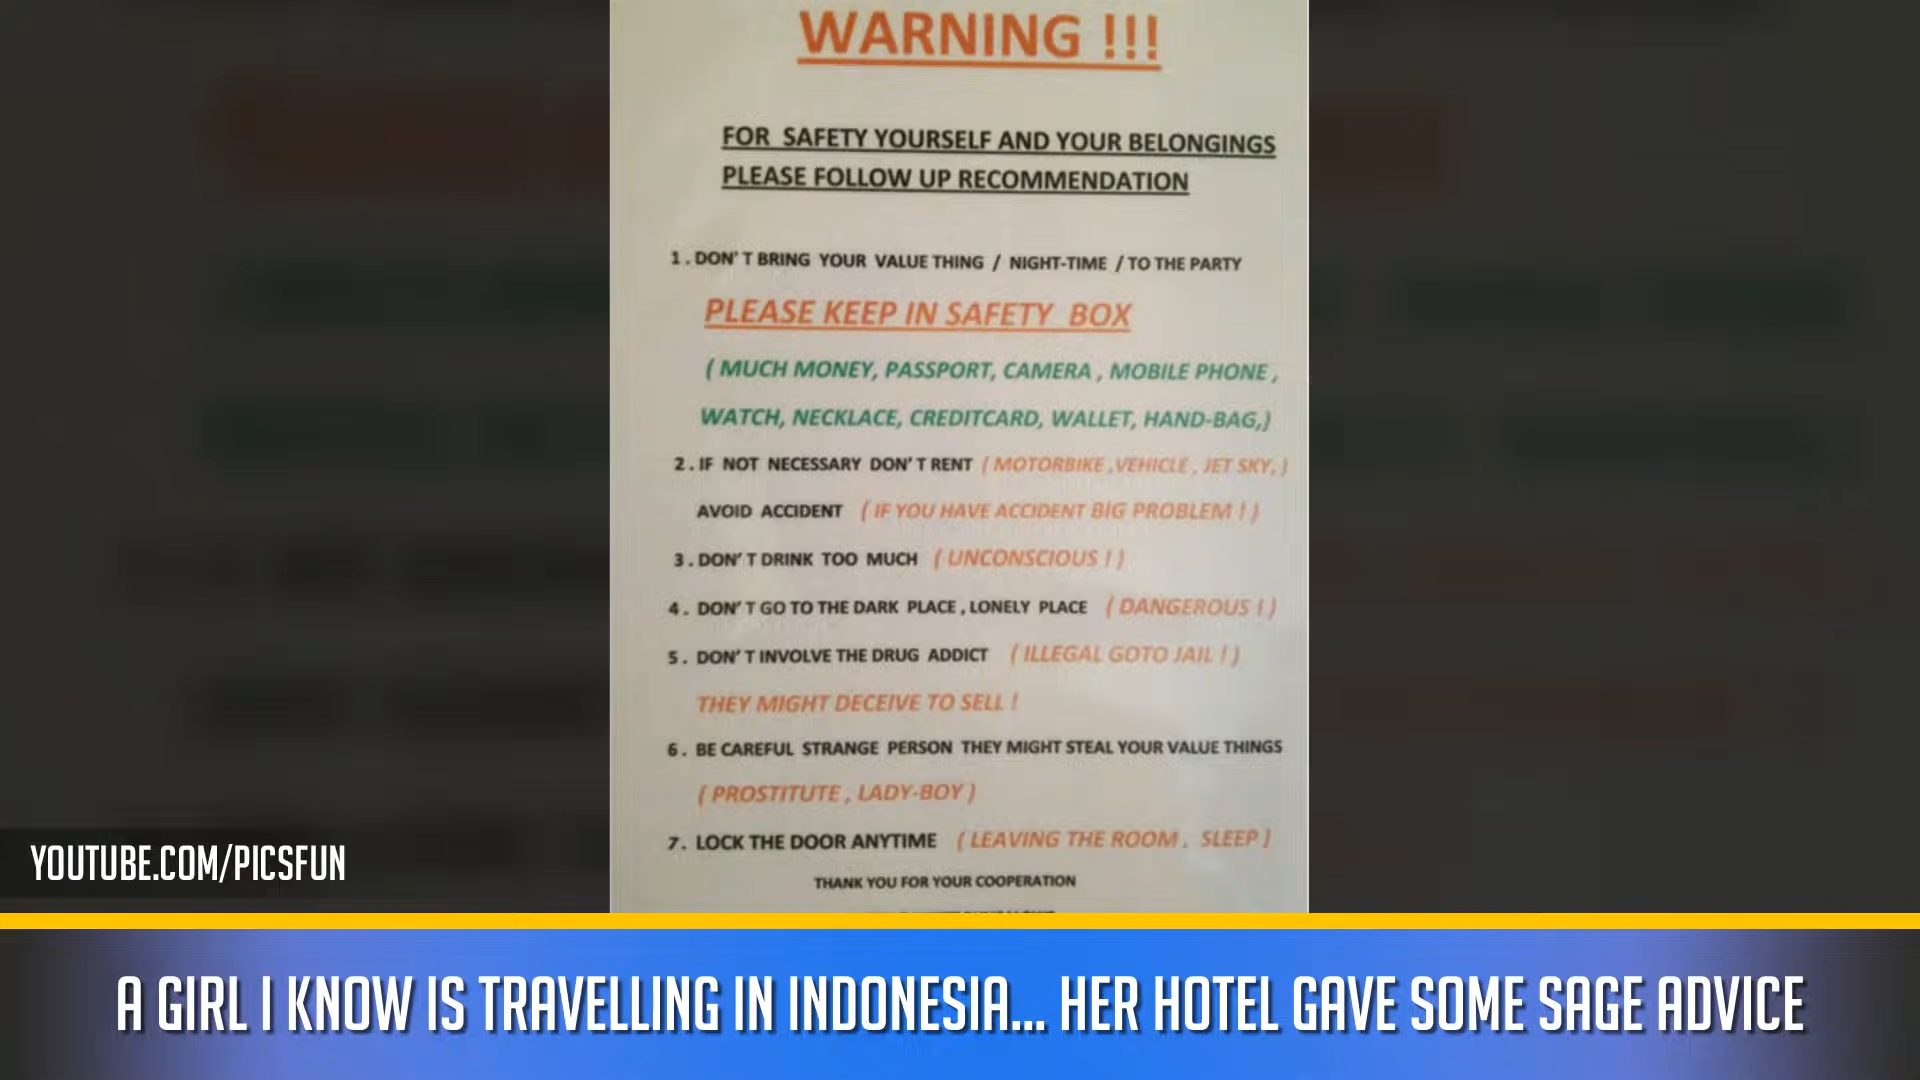 WARNING !!!
FOR SAFETY YOURSELF AND YOUR BELONGINGS
PLEASE FOLLOW UP RECOMMENDATION
1. DON'T BRING YOUR VALUE THING / NIGHT-TIME / TO THE PARTY
PLEASE KEEP IN SAFETY BOX
( MUCH MONEY, PASSPORT, CAMERA , MOBILE PHONE ,
WATCH, NECKLACE, CREDITCARD, WALLET, HAND-BAG,)
2. IF NOT NECESSARY DON'T RENT ( MOTORBIKE ,VEHICLE , JET SKY, )
AVOID ACCIDENT ( IF YOU HAVE ACCIDENT BIG PROBLEM ! )
3. DON'T DRINK TOO MUCH ( UNCONSCIOUS ! )
4. DON'T GO TO THE DARK PLACE , LONELY PLACE ( DANGEROUS ! )
5. DON'T INVOLVE THE DRUG ADDICT ( ILLEGAL GOTO JAIL ! )
THEY MIGHT DECEIVE TO SELL !
6. BE CAREFUL STRANGE PERSON THEY MIGHT STEAL YOUR VALUE THINGS
( PROSTITUTE , LADY-BOY )
7. LOCK THE DOOR ANYTIME ( LEAVING THE ROOM , SLEEP )
THANK YOU FOR YOUR COOPERATION
YOUTUBE.COM/PICSFUN
A GIRL I KNOW IS TRAVELLING IN INDONESIA... HER HOTEL GAVE SOME SAGE ADVICE